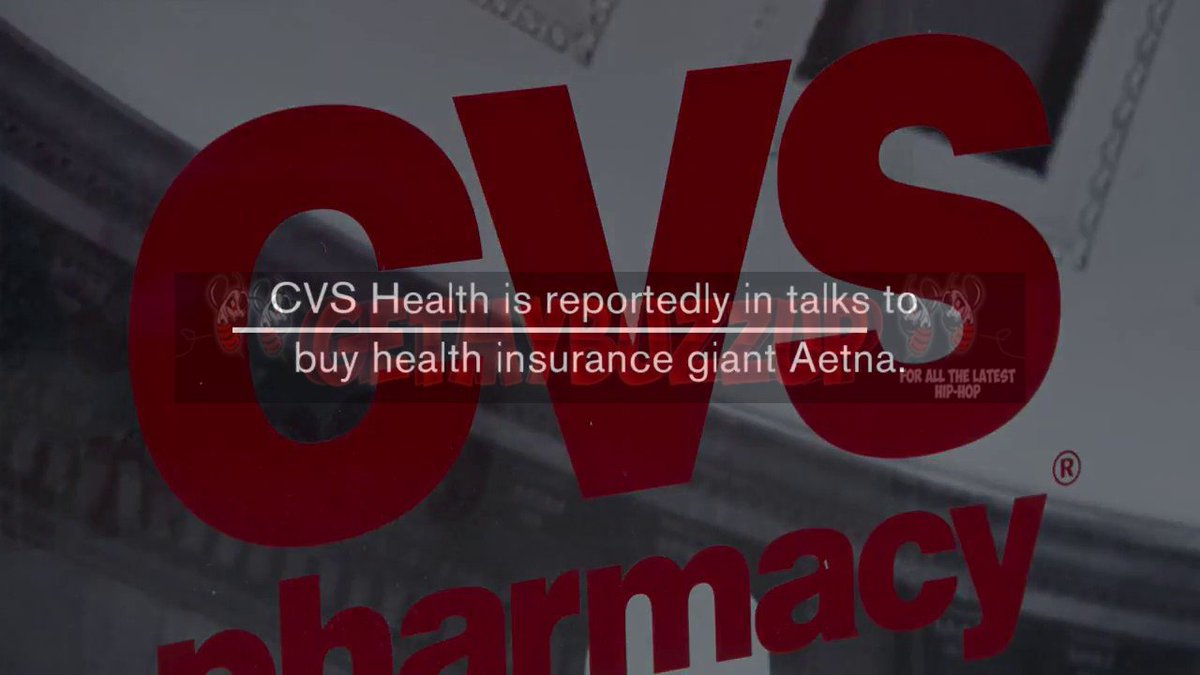 CVS
CVS Health is reportedly in talks to
GETMYBUZZUP
buy health insurance giant Aetna.
FOR ALL THE LATEST
HIP-HOP
®
pharmacy